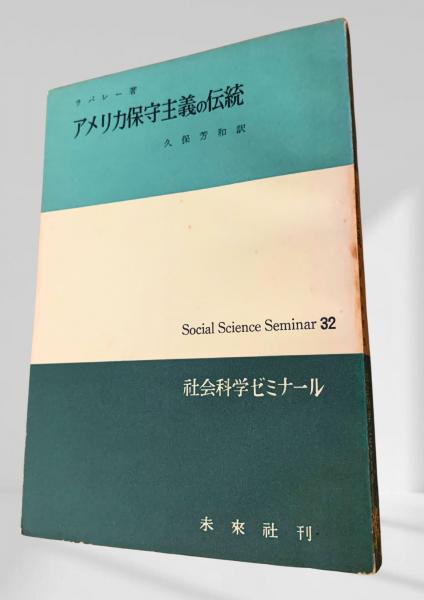 ラバレー著
アメリカ保守主義の伝統
久保芳和訳
Social Science Seminar 32
社会科学ゼミナール
未來社刊